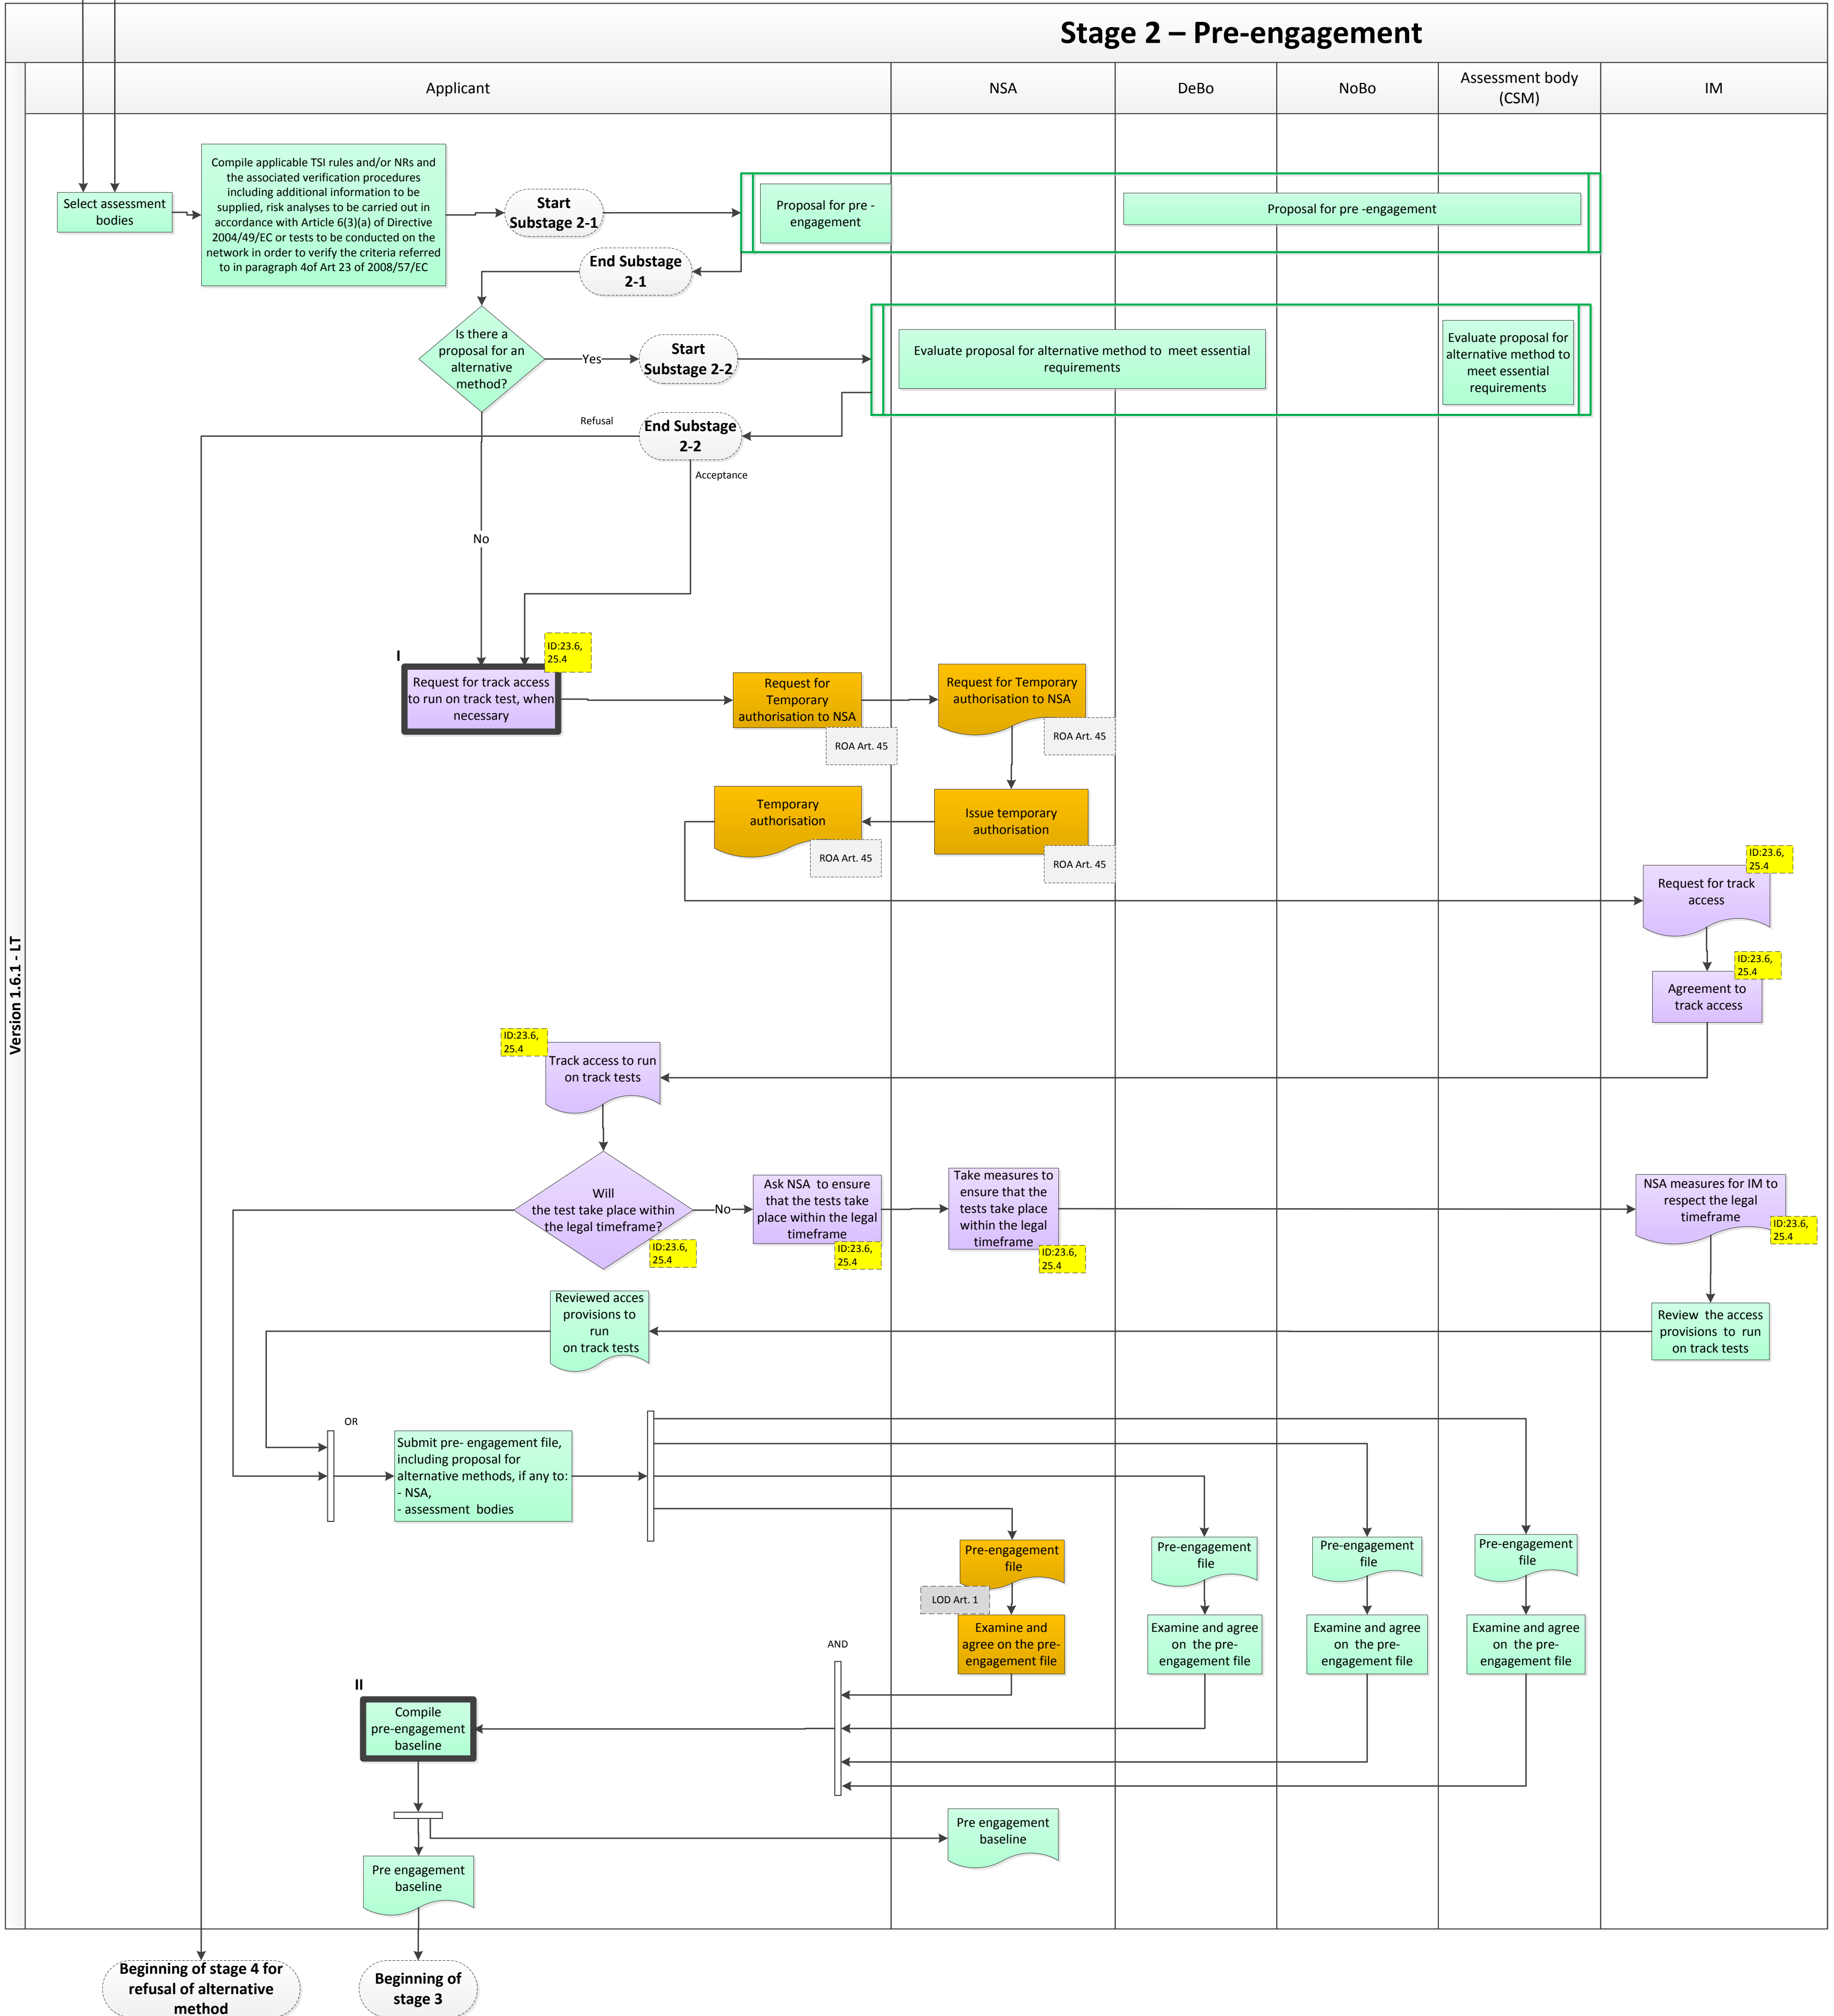 Stage 2 – Pre-engagement
Applicant
NSA
DeBo
NoBo
Assessment body
(CSM)
IM
Version 1.6.1 - LT
Select assessment
bodies
Compile applicable TSI rules and/or NRs and
the associated verification procedures
including additional information to be
supplied, risk analyses to be carried out in
accordance with Article 6(3)(a) of Directive
2004/49/EC or tests to be conducted on the
network in order to verify the criteria referred
to in paragraph 4of Art 23 of 2008/57/EC
Start
Substage 2-1
Proposal for pre -
engagement
Proposal for pre -engagement
End Substage
2-1
Is there a
proposal for an
alternative
method?
Yes
Start
Substage 2-2
Evaluate proposal for alternative method to  meet essential
requirements
Evaluate proposal for
alternative method to
meet essential
requirements
Refusal
End Substage
2-2
Acceptance
No
I
ID:23.6,
25.4
Request for track access
to run on track test, when
necessary
Request for
Temporary
authorisation to NSA
ROA Art. 45
Request for Temporary
authorisation to NSA
ROA Art. 45
Temporary
authorisation
ROA Art. 45
Issue temporary
authorisation
ROA Art. 45
ID:23.6,
25.4
Request for track
access
ID:23.6,
25.4
Agreement to
track access
ID:23.6,
25.4
Track access to run
on track tests
Will
the test take place within
the legal timeframe?
ID:23.6,
25.4
No
Ask NSA  to ensure
that the tests take
place within the legal
timeframe
ID:23.6,
25.4
Take measures to
ensure that the
tests take place
within the legal
timeframe
ID:23.6,
25.4
NSA measures for IM to
respect the legal
timeframe
ID:23.6,
25.4
Reviewed acces
provisions to
run
on track tests
Review  the access
provisions  to  run
on track tests
OR
Submit pre- engagement file,
including proposal for
alternative methods, if any to:
- NSA,
- assessment  bodies
Pre-engagement
file
Pre-engagement
file
Pre-engagement
file
Pre-engagement
file
LOD Art. 1
Examine and
agree on the pre-
engagement file
Examine and agree
on  the pre-
engagement file
Examine and agree
on  the pre-
engagement file
Examine and agree
on  the pre-
engagement file
AND
II
Compile
pre-engagement
baseline
Pre engagement
baseline
Pre engagement
baseline
Beginning of stage 4 for
refusal of alternative
method
Beginning of
stage 3